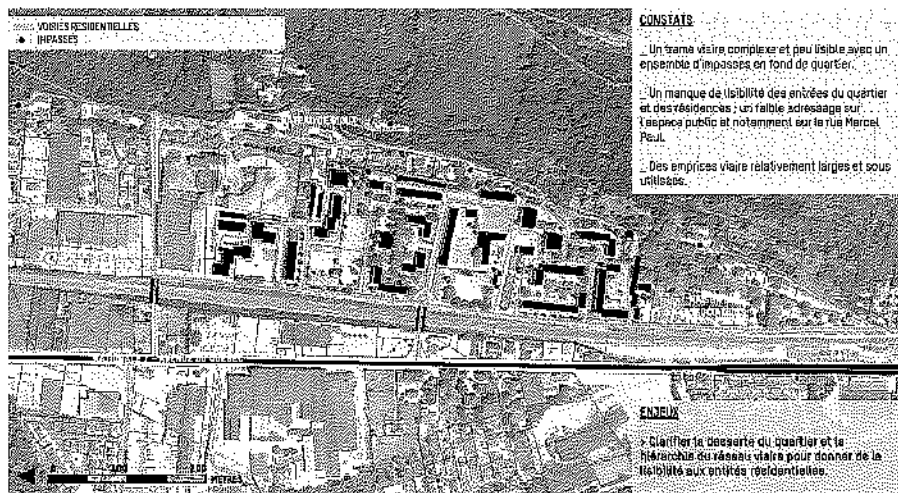 VOIRIES RESIDENTIELLES
IMPASSES
CONSTATS
_ Un trame viaire complexe et peu lisible avec un
ensemble d'impasses en fond de quartier.
_ Un manque de lisibilité des entrées du quartier
et des résidences ; un faible adressage sur
l'espace public et notamment sur la rue Marcel
Paul.
_ Des emprises viaire relativement larges et sous
utilisées.
ENJEUX
> Clarifier la desserte du quartier et la
hiérarchie du réseau viaire pour donner de la
lisibilité aux entités résidentielles.
0 100 200
METRES